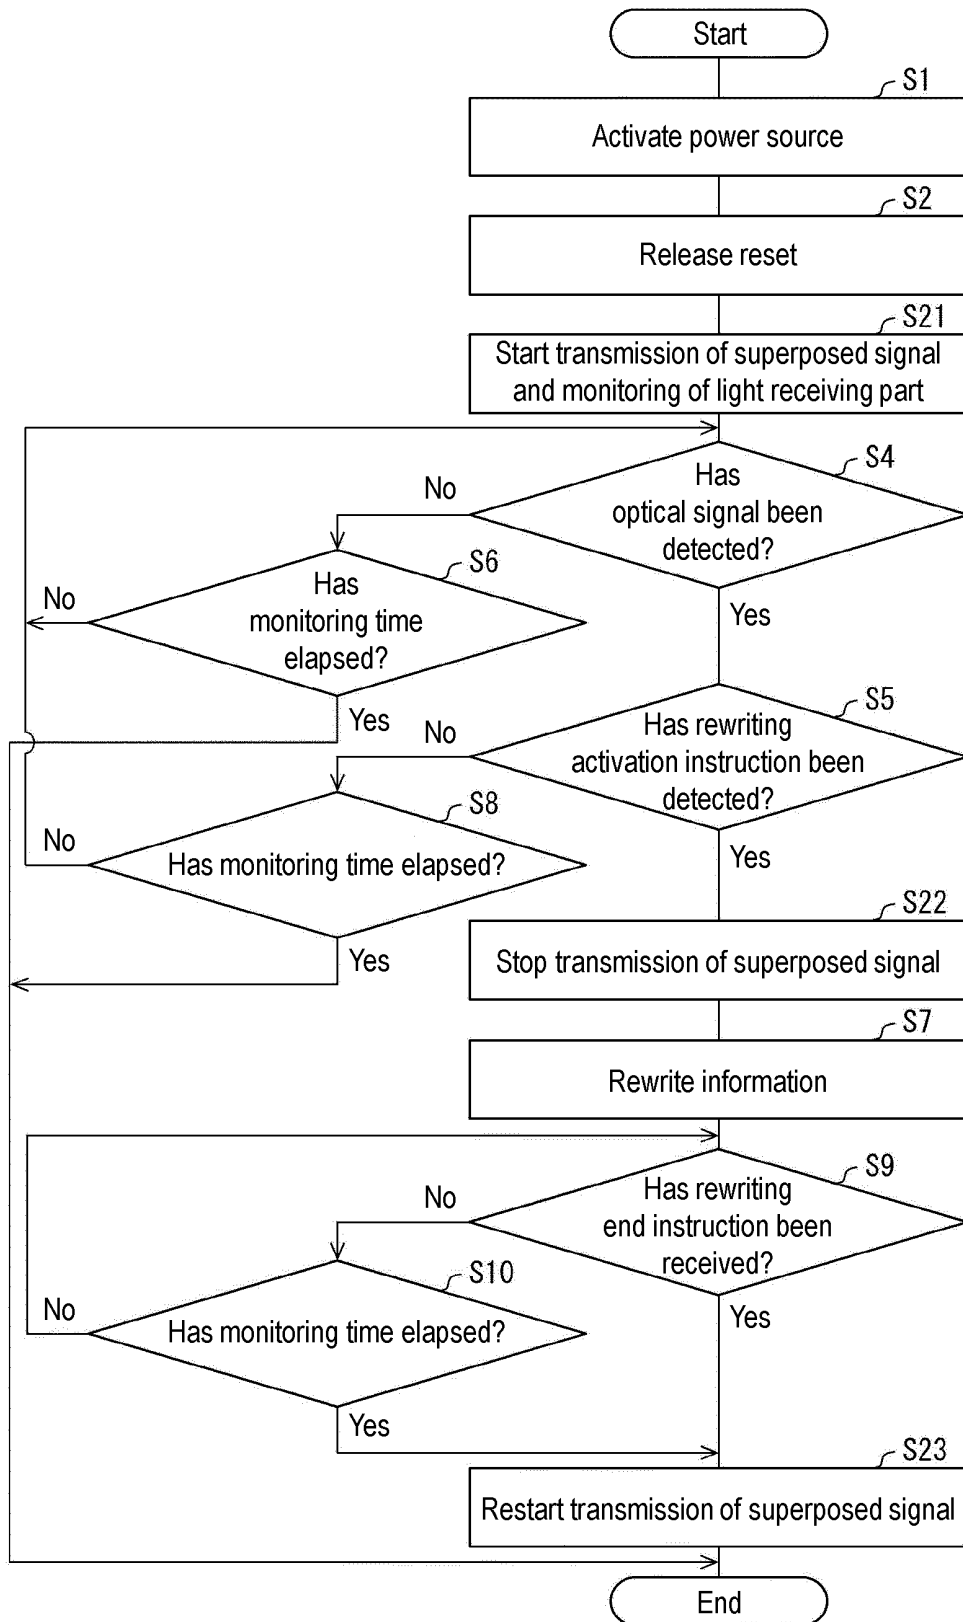 Start
S1
Activate power source
S2
Release reset
S21
Start transmission of superposed signal
and monitoring of light receiving part
S4
Has
optical signal been
detected?
No
Yes
S6
Has
monitoring time
elapsed?
No
Yes
S5
Has rewriting
activation instruction been
detected?
No
Yes
S8
Has monitoring time elapsed?
No
Yes
S22
Stop transmission of superposed signal
S7
Rewrite information
S9
Has rewriting
end instruction been
received?
No
Yes
S10
Has monitoring time elapsed?
No
Yes
S23
Restart transmission of superposed signal
End